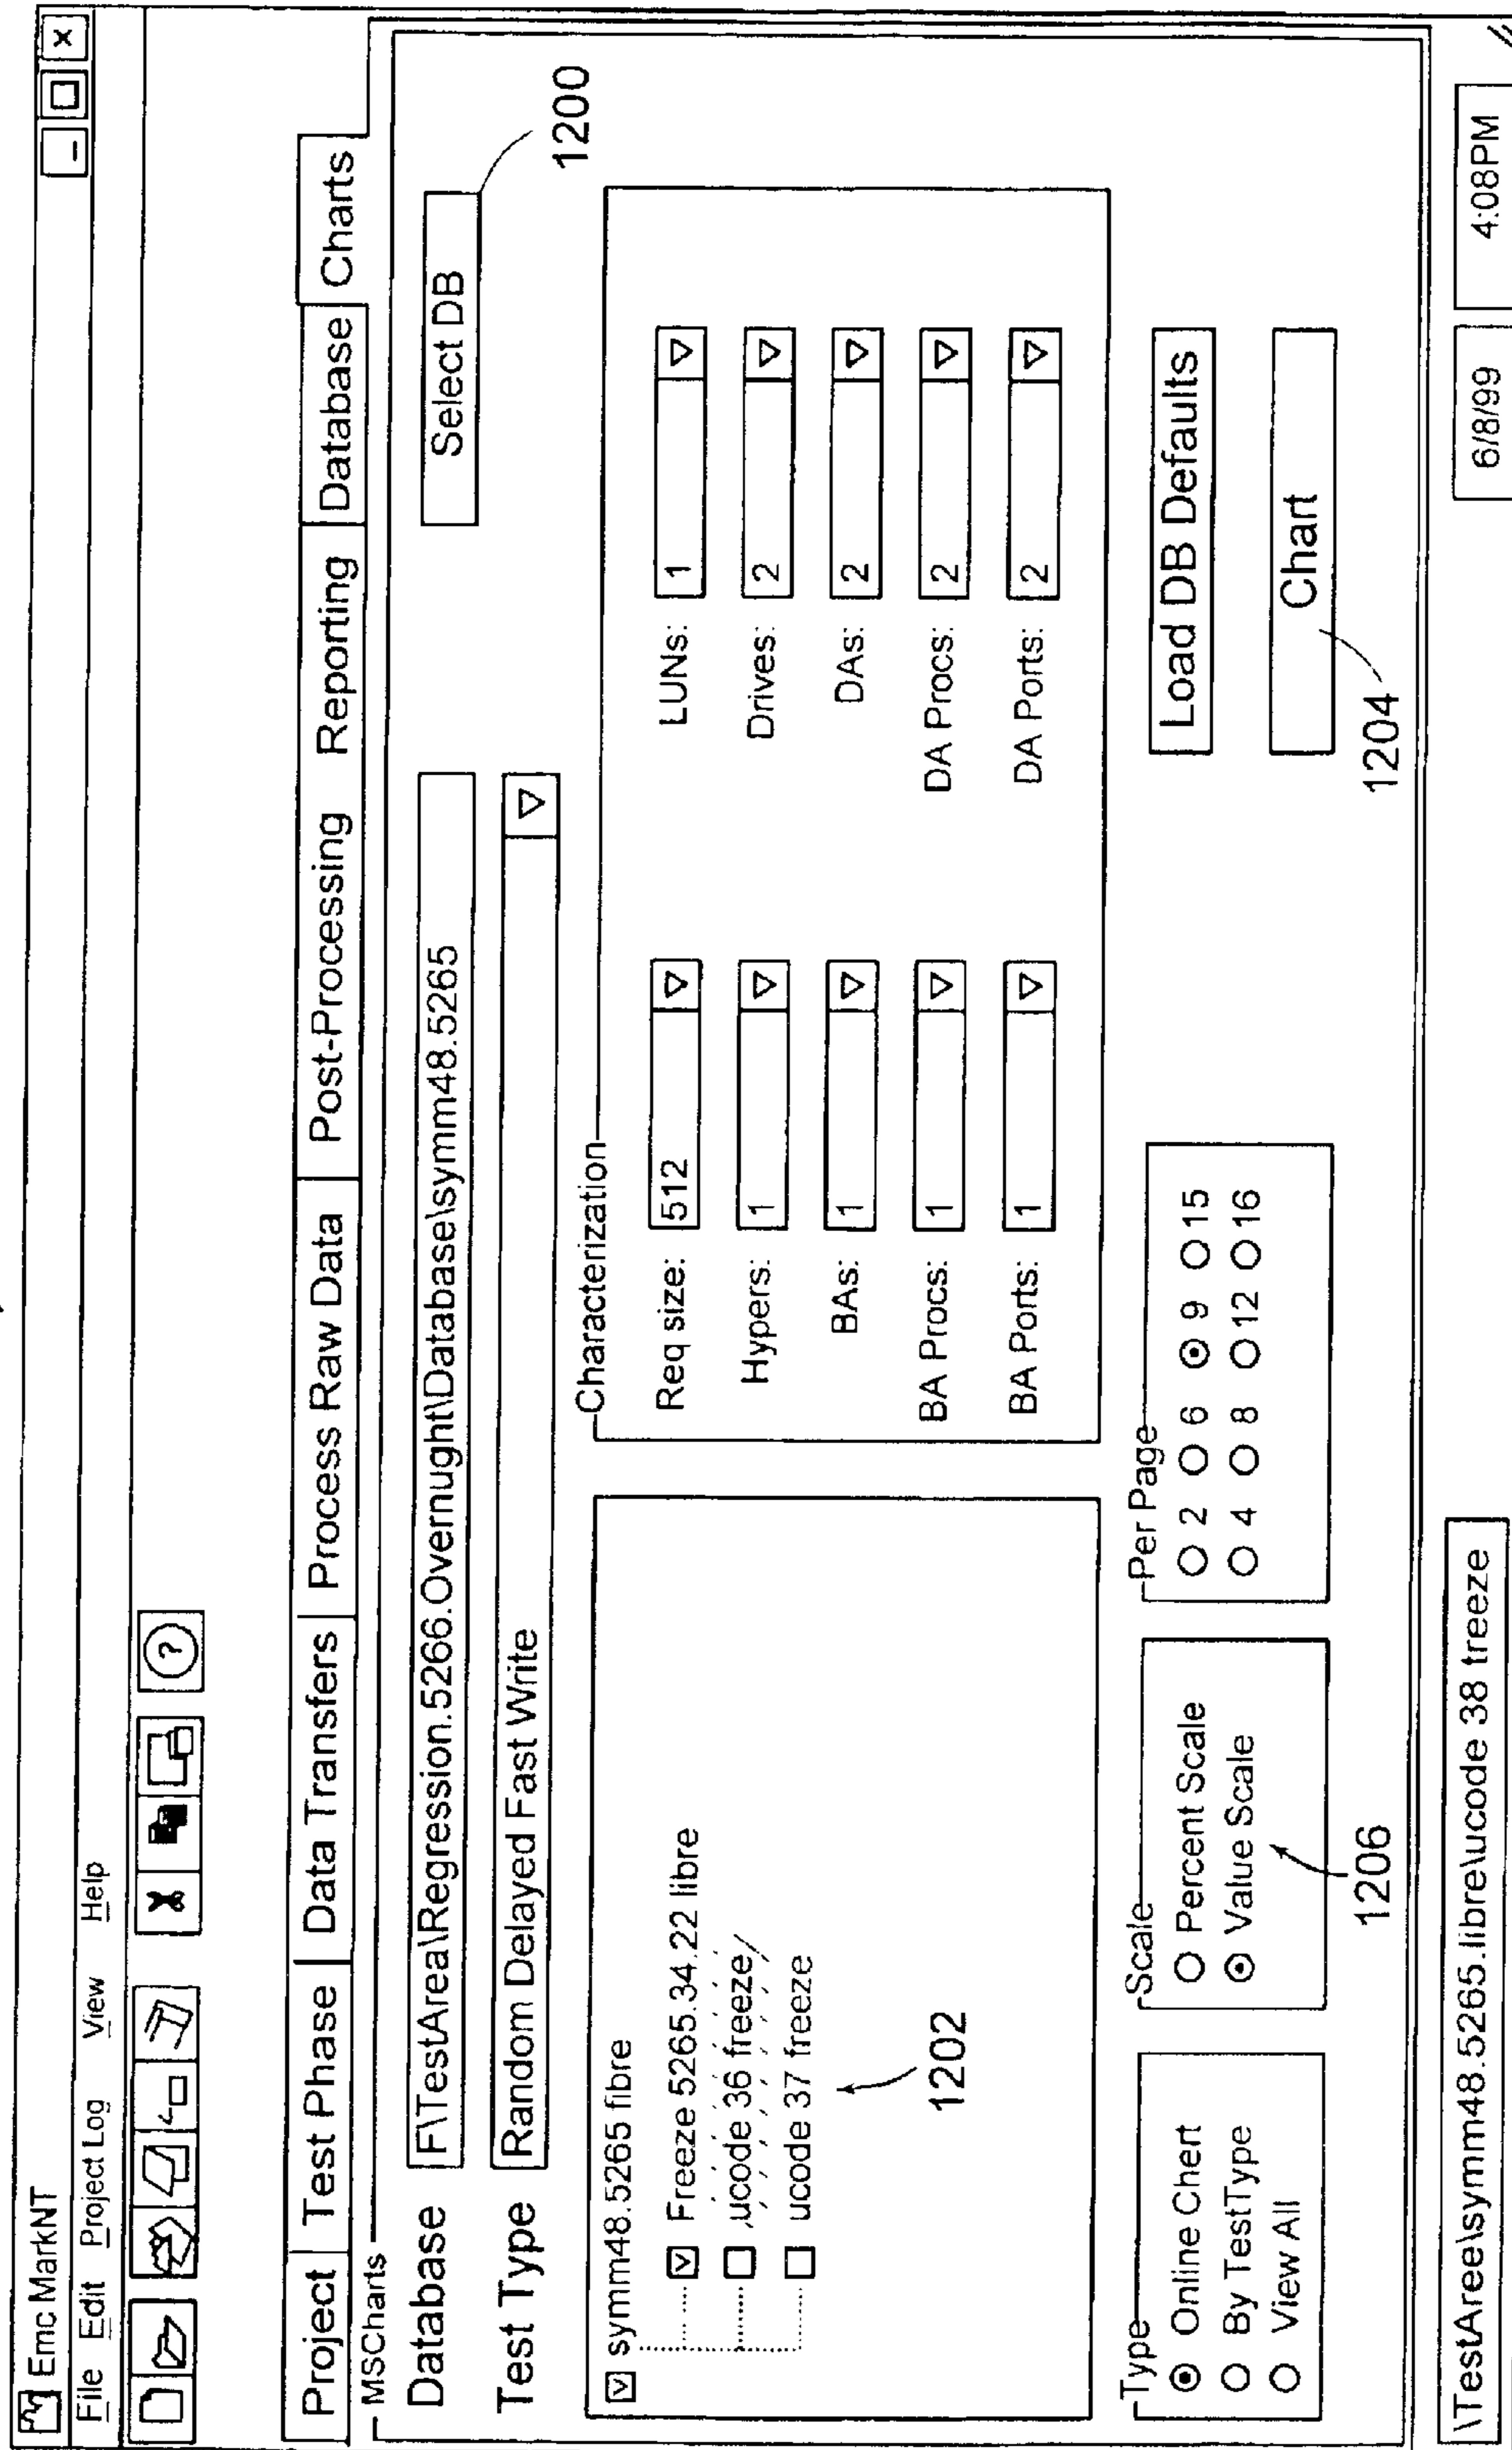 Emc MarkNT
File Edit Project Log View Help
Project Test Phase Data Transfers Process Raw Data Post-Processing Reporting Database Charts
MSCharts
Database F\TestArea\Regression.5266.Overnught\Database\symm48.5265 Select DB
1200
Test Type Random Delayed Fast Write
symm48.5265 fibre
Freeze 5265.34.22 libre
ucode 36 freeze
ucode 37 freeze
1202
Characterization
Req size: 512 LUNs: 1
Hypers: 1 Drives: 2
BAs: 1 DAs: 2
BA Procs: 1 DA Procs: 2
BA Ports: 1 DA Ports: 2
Type
Online Chert
By TestType
View All
Scale
Percent Scale
Value Scale
1206
Per Page
2 6 9 15
4 8 12 16
Load DB Defaults
Chart
1204
\TestAree\symm48.5265.libre\ucode 38 treeze 6/8/99 4:08PM